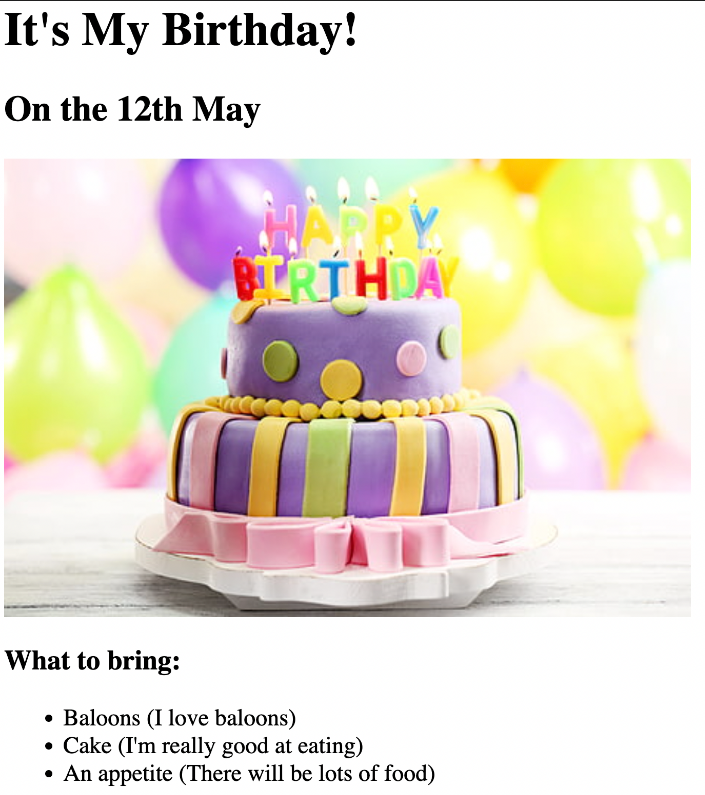 It's My Birthday!
On the 12th May
HAPPY
BIRTHDAY
What to bring:
Baloons (I love baloons)
Cake (I'm really good at eating)
An appetite (There will be lots of food)